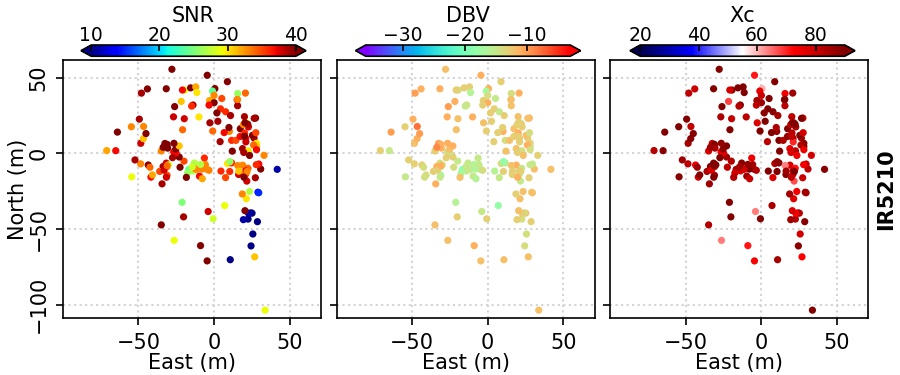 SNR DBV Xc
10 20 30 40 −30 −20 −10 20 40 60 80
50
0
−50
−100
North (m)
IR5210
−50 0 50 −50 0 50 −50 0 50
East (m) East (m) East (m)